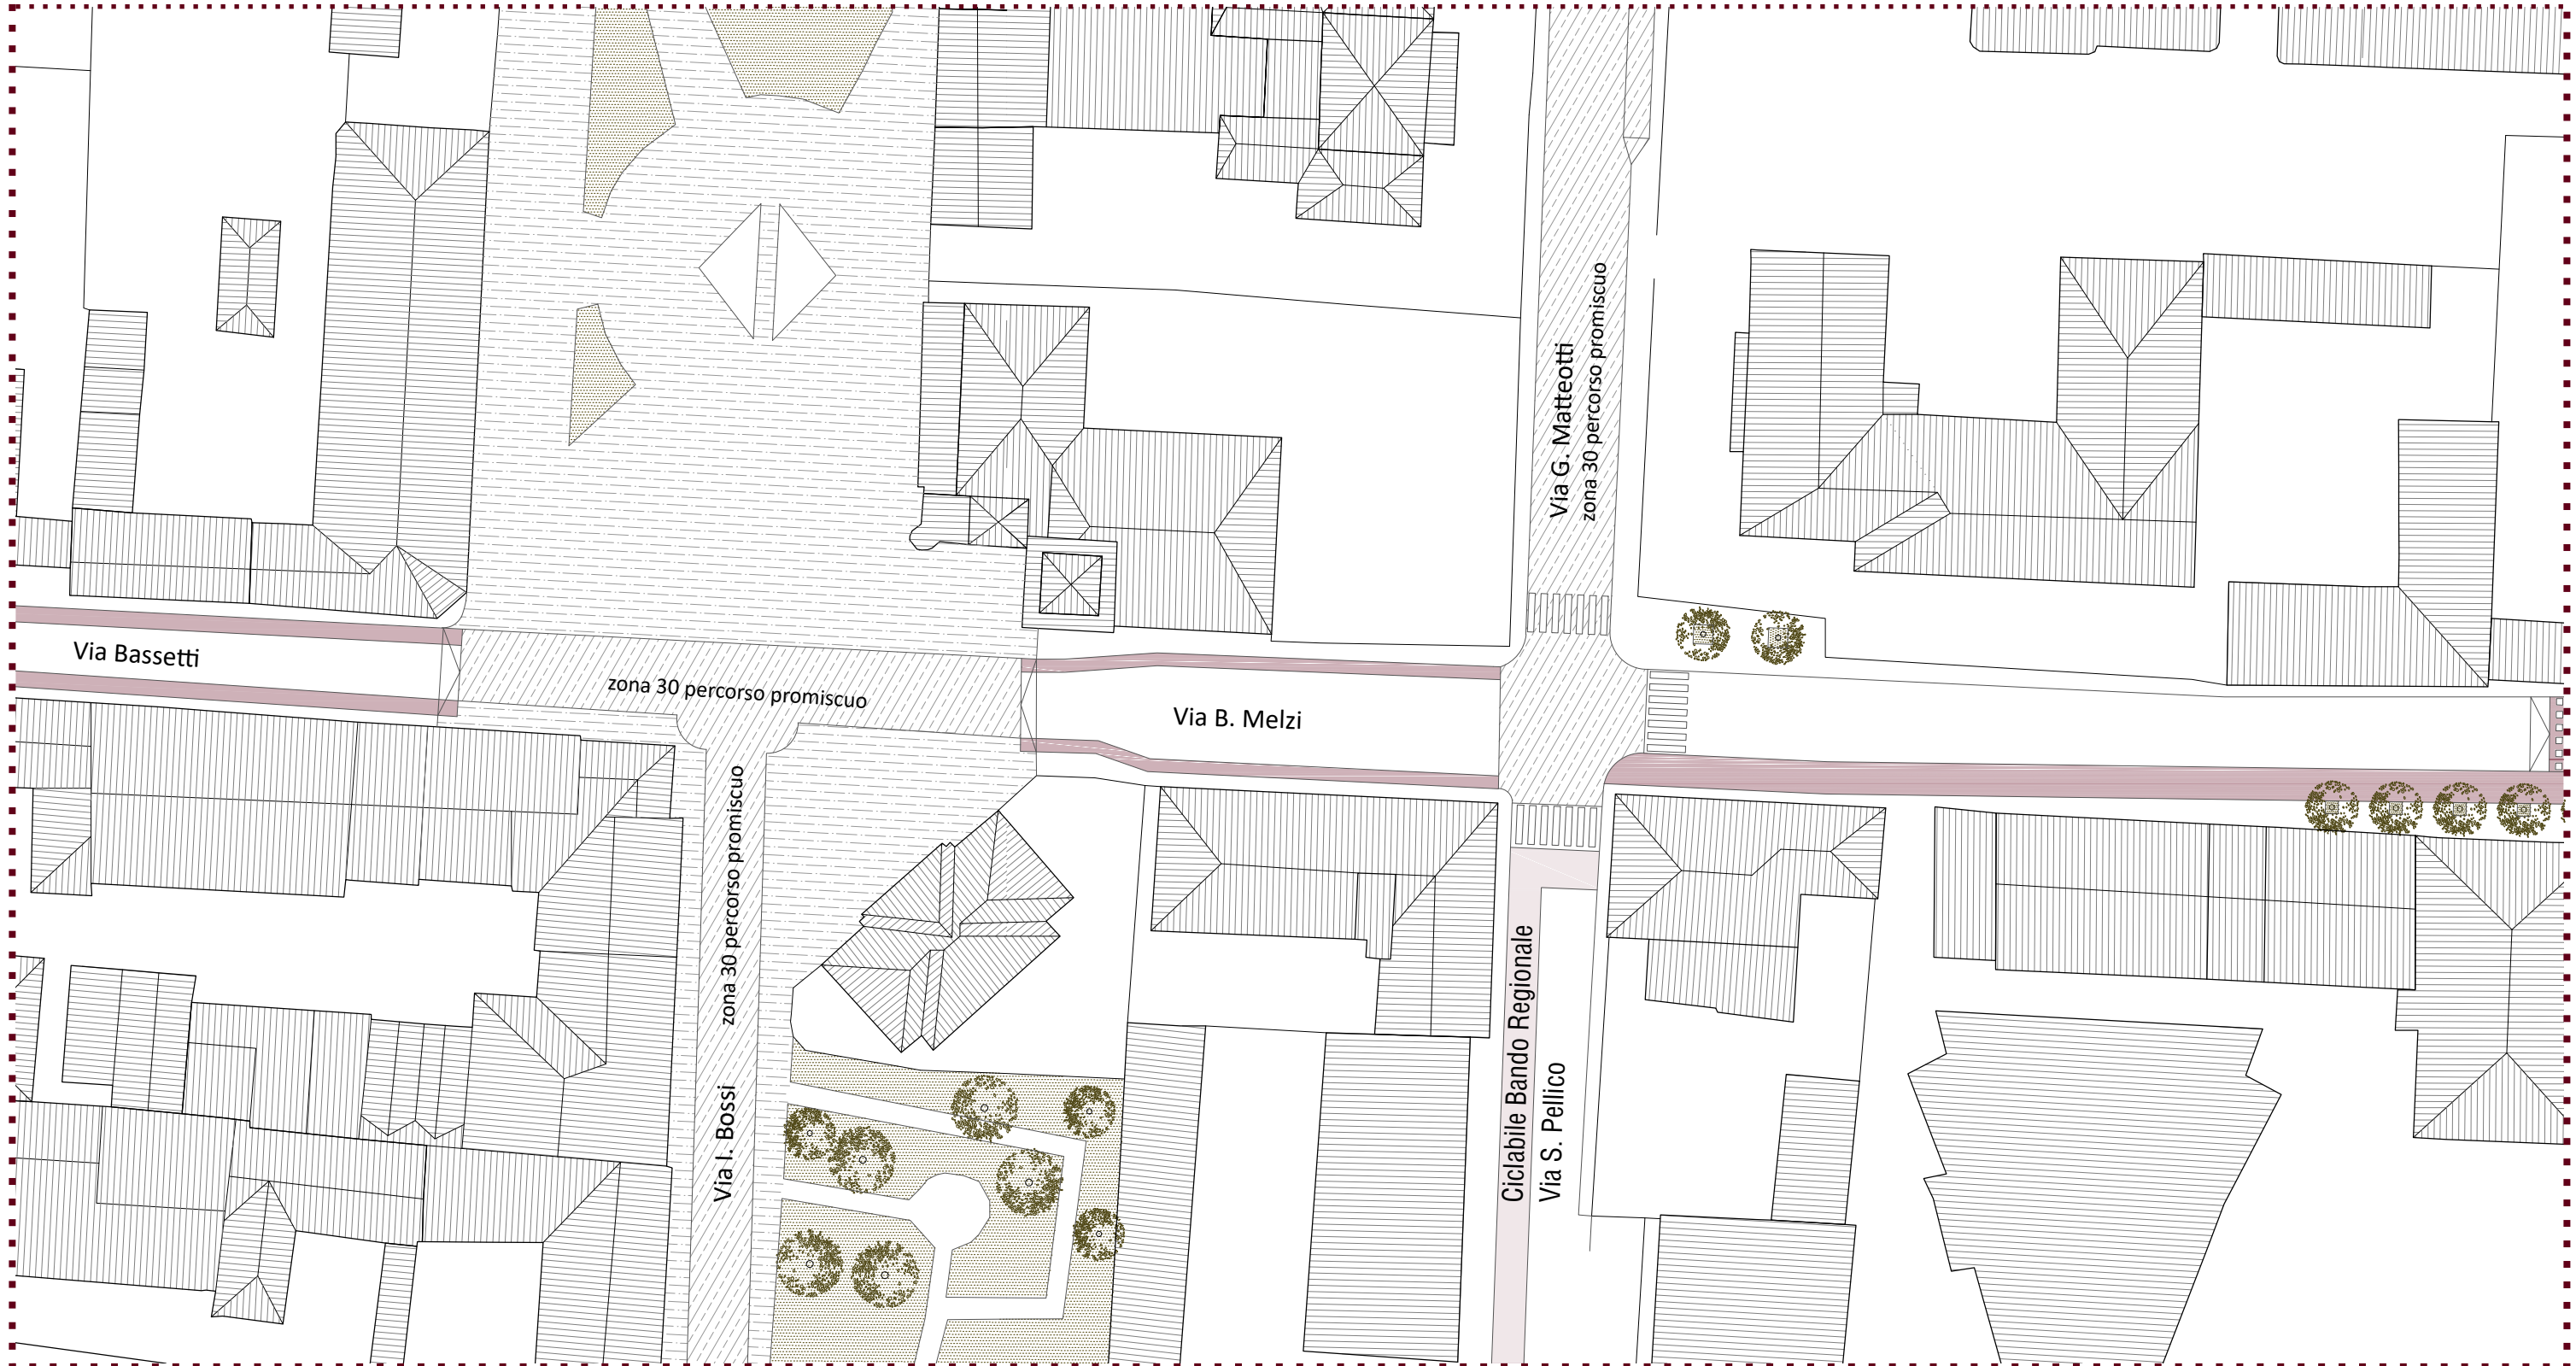 Via G. Matteotti
zona 30 percorso promiscuo
Via Bassetti
zona 30 percorso promiscuo
Via B. Melzi
zona 30 percorso promiscuo
Via I. Bossi
Ciclabile Bando Regionale
Via S. Pellico